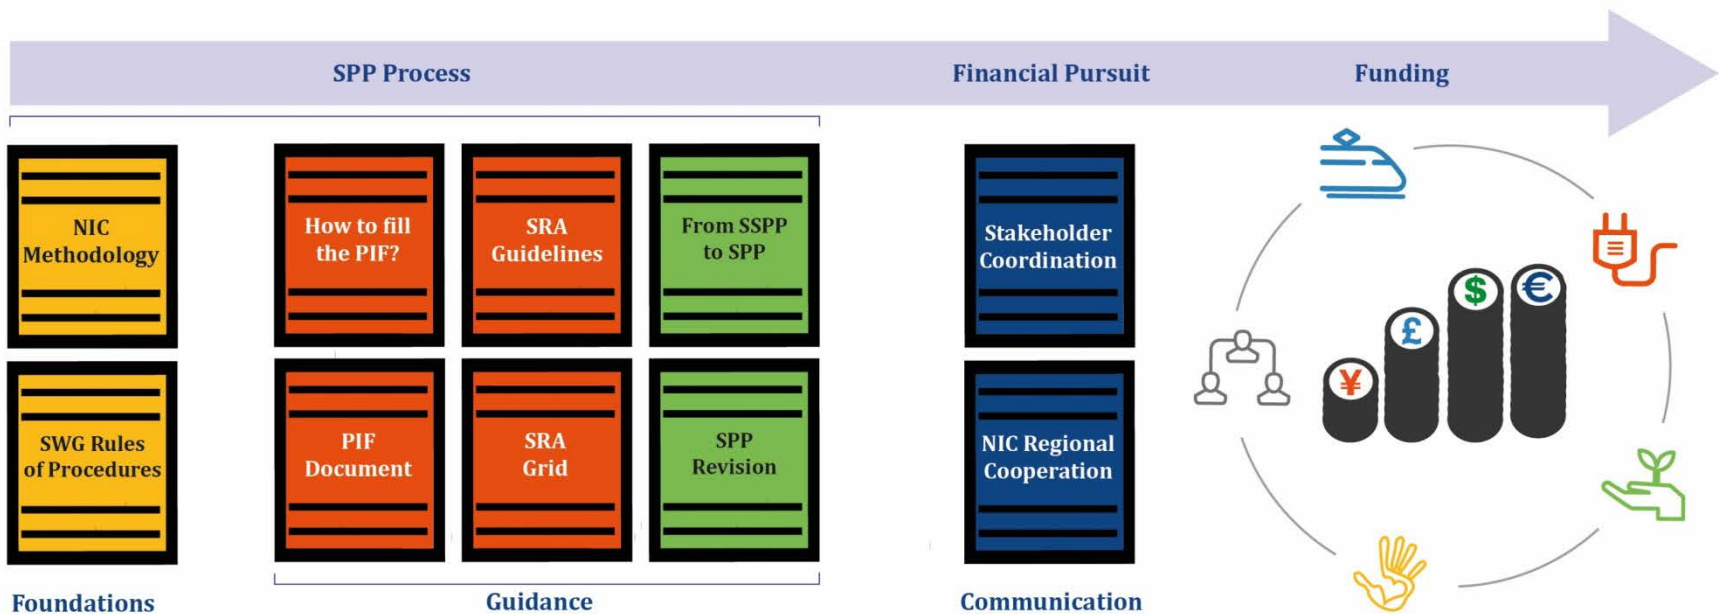 SPP Process
Financial Pursuit
Funding
NIC
Methodology
How to fill
the PIF?
SRA
Guidelines
From SSPP
to SPP
Stakeholder
Coordination
SWG Rules
of Procedures
PIF
Document
SRA
Grid
SPP
Revision
NIC Regional
Cooperation
¥
£
$
€
Foundations
Guidance
Communication